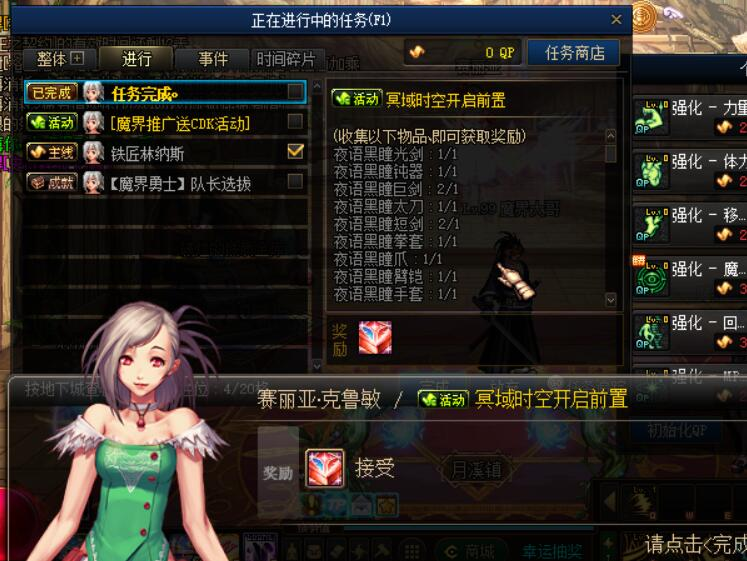 正在进行中的任务(F1)
整体 进行 事件 时间碎片
0 QP 任务商店
已完成 任务完成。
活动 [魔界推广送CDK活动]
主线 铁匠林纳斯
成就 【魔界勇士】队长选拔
活动 冥域时空开启前置
(收集以下物品,即可获取奖励)
夜语黑瞳光剑：1/1
夜语黑瞳钝器：1/1
夜语黑瞳巨剑：2/1
夜语黑瞳太刀：1/1
夜语黑瞳短剑：2/1
夜语黑瞳拳套：1/1
夜语黑瞳爪：1/1
夜语黑瞳臂铠：1/1
夜语黑瞳手套：1/1
奖励
强化 - 力量
强化 - 体力
强化 - 移...
强化 - 魔...
强化 - 回...
强化 - MP
初始化QP
赛丽亚·克鲁敏 / 活动 冥域时空开启前置
奖励 接受
月溪镇
商城 幸运抽奖
请点击<完成